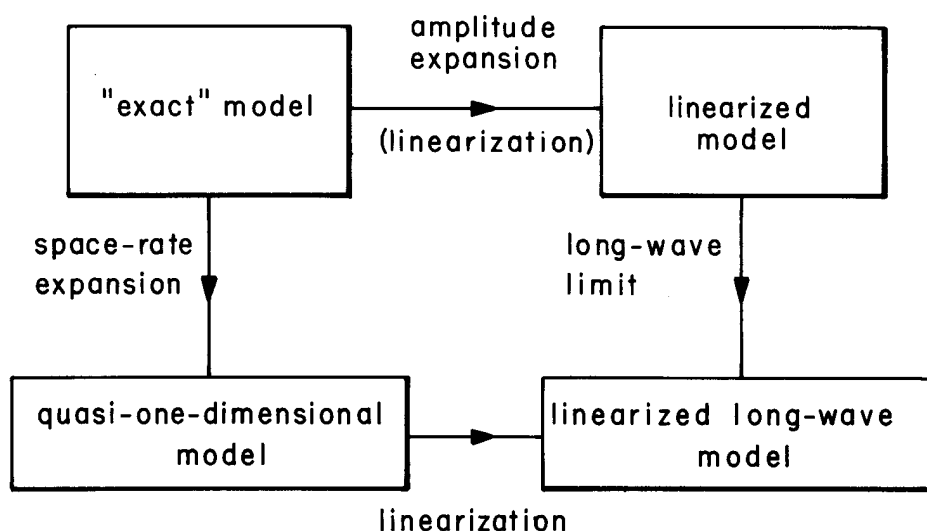 "exact" model
amplitude
expansion
(linearization)
linearized
model
space-rate
expansion
long-wave
limit
quasi-one-dimensional
model
linearized long-wave
model
linearization